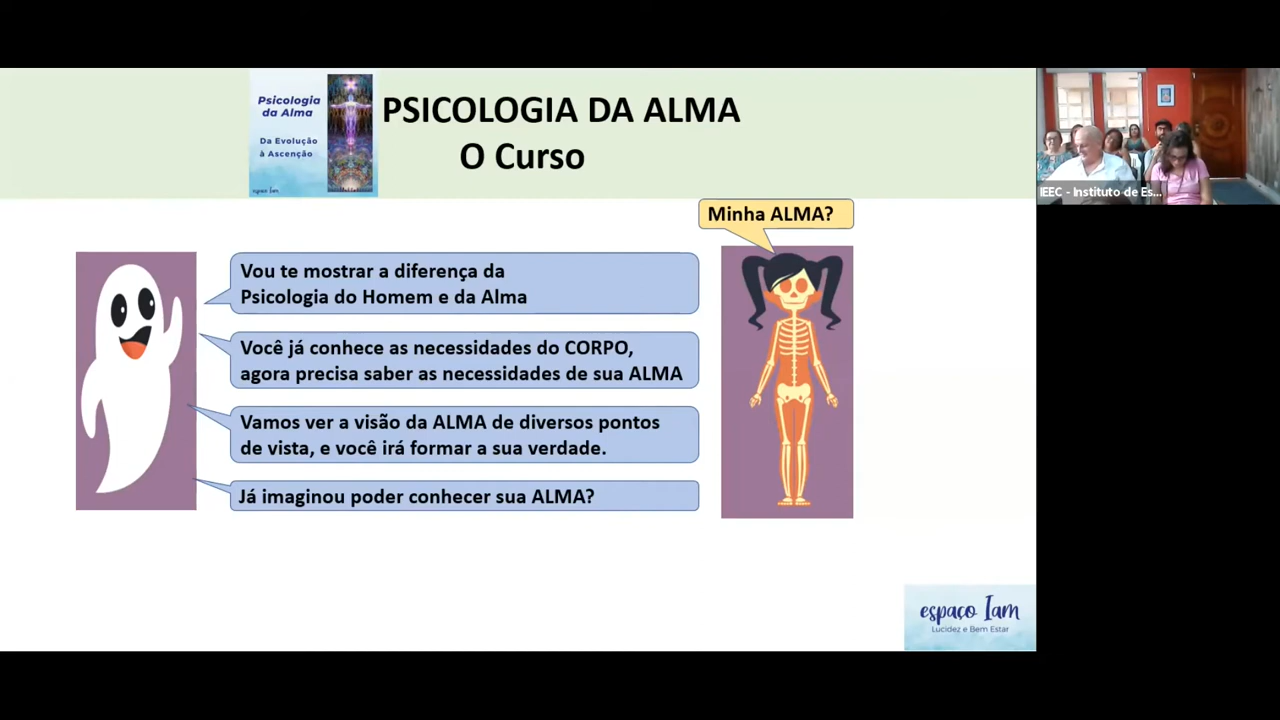 Psicologia
da Alma
Da Evolução
à Ascenção
espaço Iam
PSICOLOGIA DA ALMA
O Curso
IEEC - Instituto de Es...
Minha ALMA?
Vou te mostrar a diferença da
Psicologia do Homem e da Alma
Você já conhece as necessidades do CORPO,
agora precisa saber as necessidades de sua ALMA
Vamos ver a visão da ALMA de diversos pontos
de vista, e você irá formar a sua verdade.
Já imaginou poder conhecer sua ALMA?
espaço Iam
Lucidez e Bem Estar